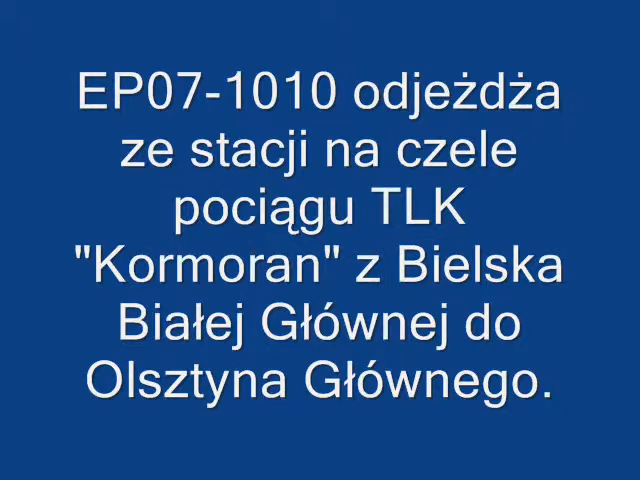 EP07-1010 odjeżdża
ze stacji na czele
pociągu TLK
"Kormoran" z Bielska
Białej Głównej do
Olsztyna Głównego.